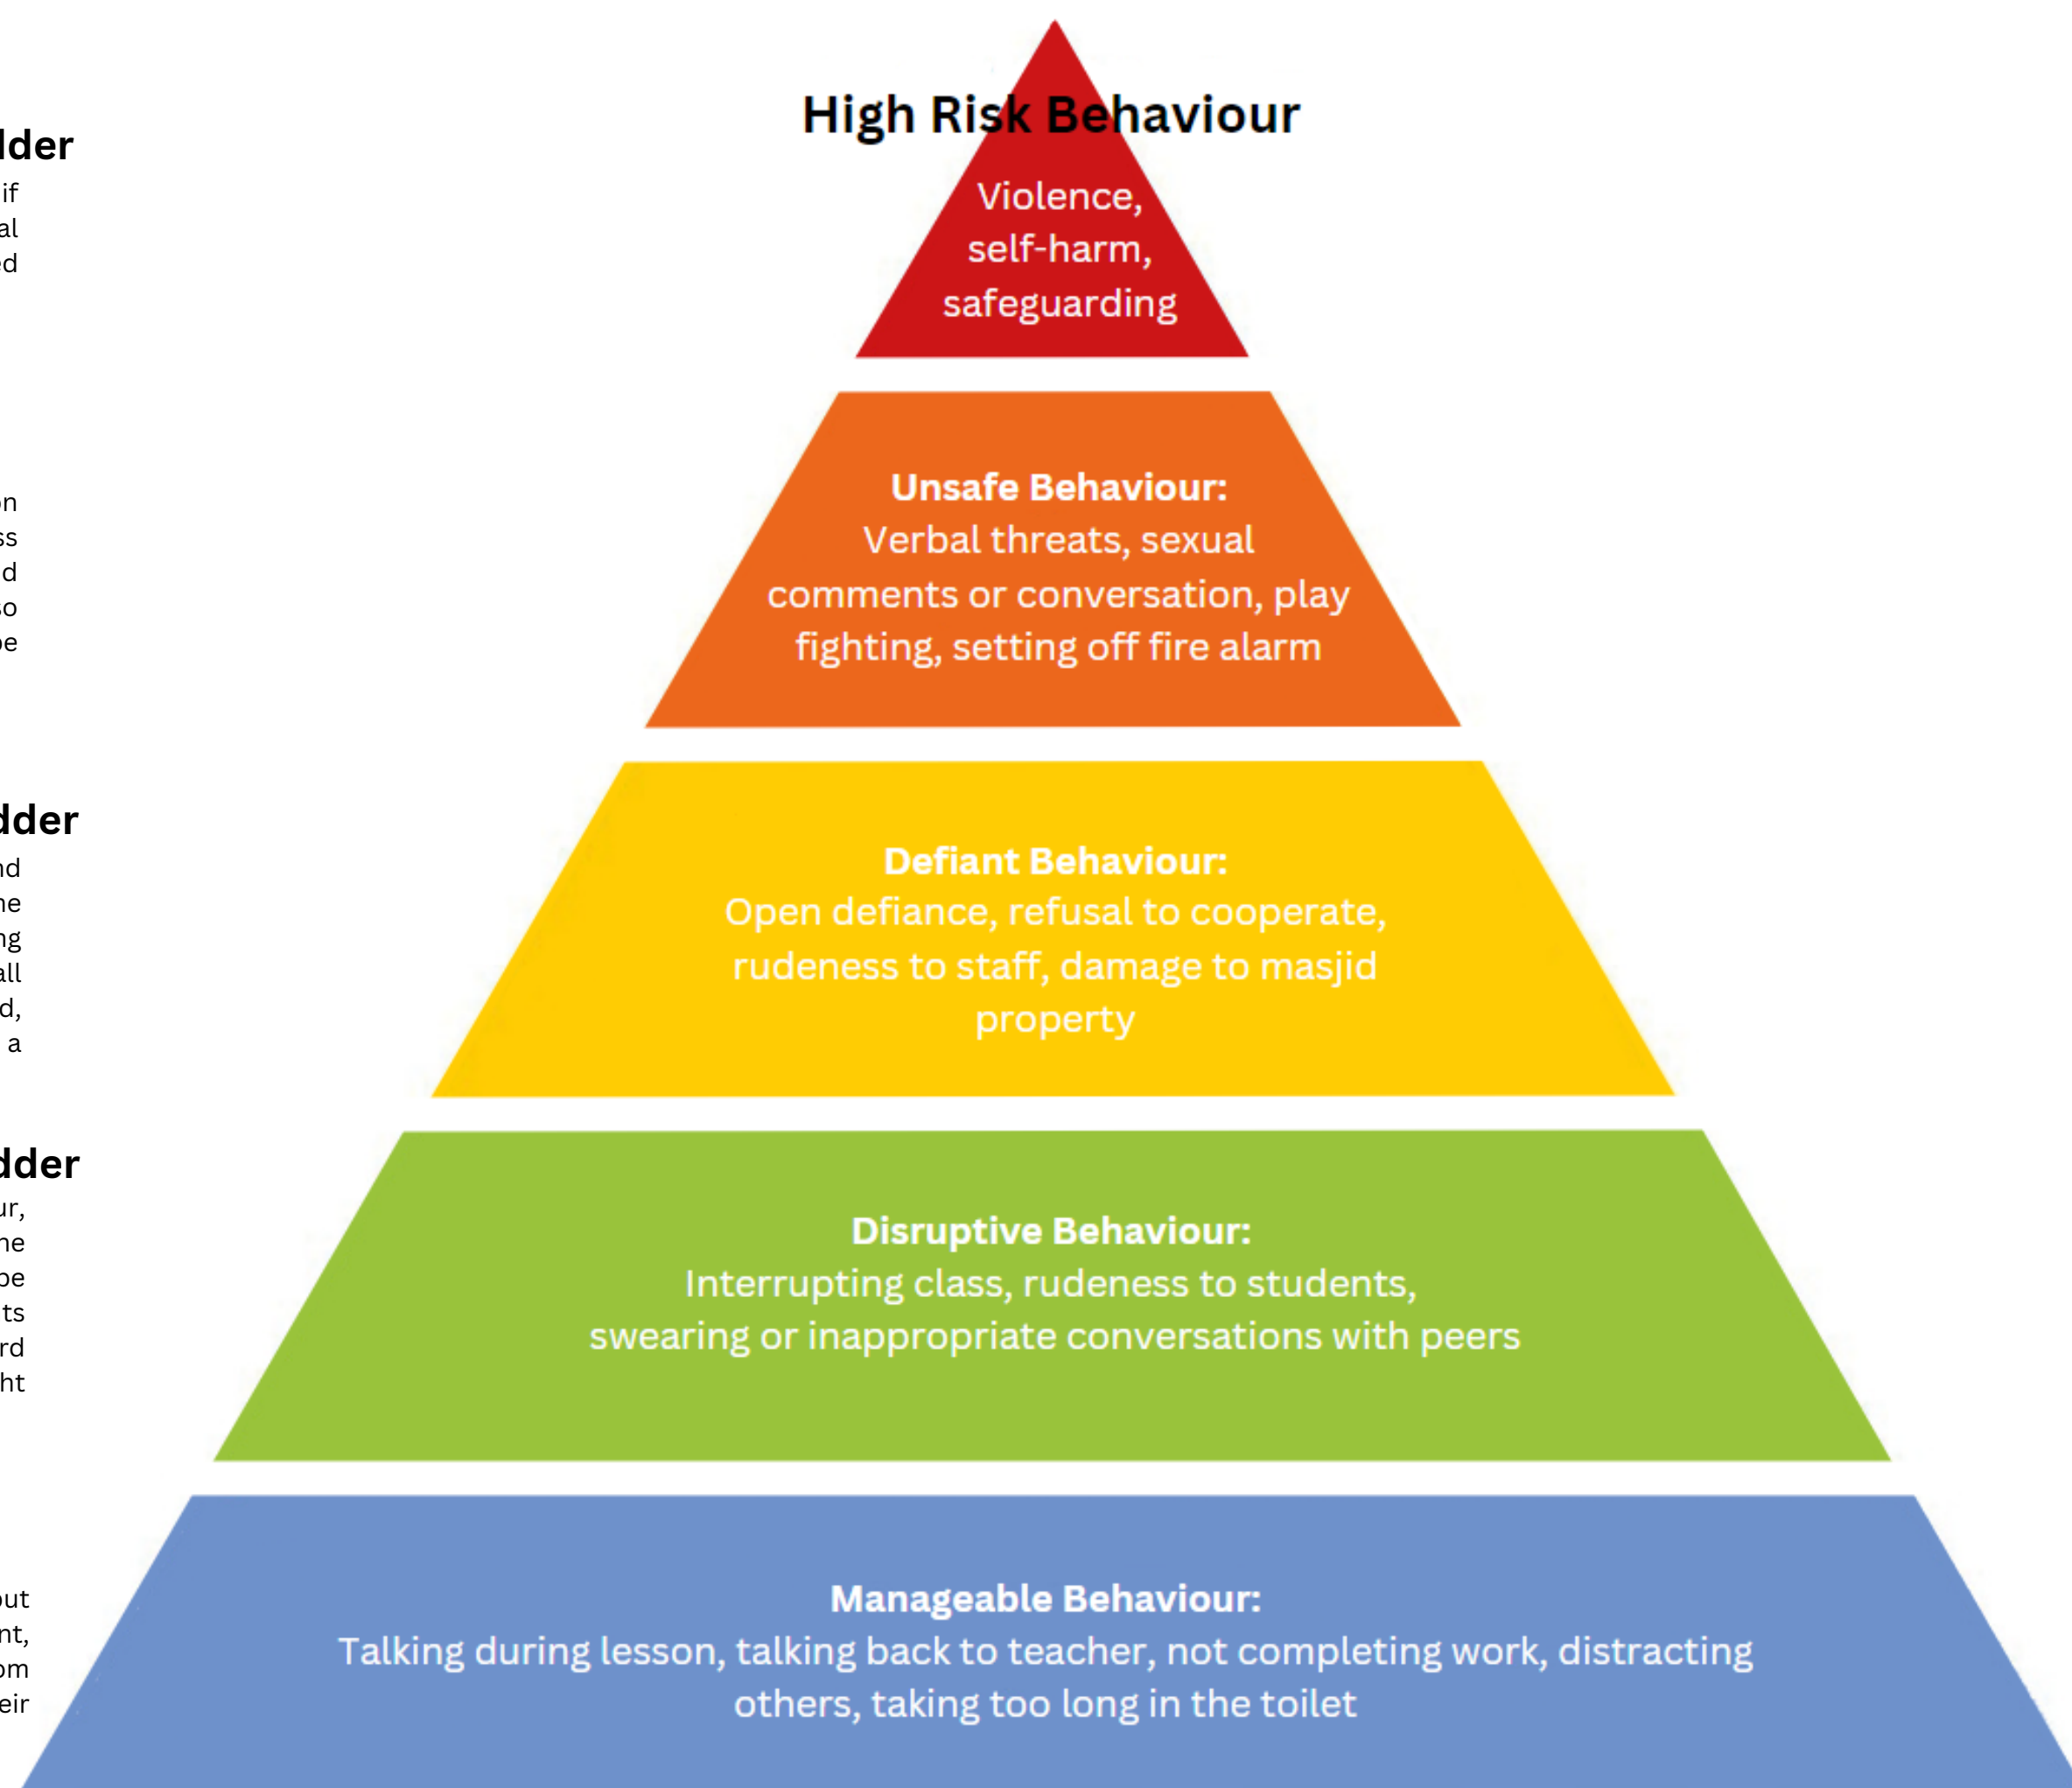 High Risk Behaviour
Violence,
self-harm,
safeguarding
Unsafe Behaviour:
Verbal threats, sexual
comments or conversation, play
fighting, setting off fire alarm
Defiant Behaviour:
Open defiance, refusal to cooperate,
rudeness to staff, damage to masjid
property
Disruptive Behaviour:
Interrupting class, rudeness to students,
swearing or inappropriate conversations with peers
Manageable Behaviour:
Talking during lesson, talking back to teacher, not completing work, distracting
others, taking too long in the toilet